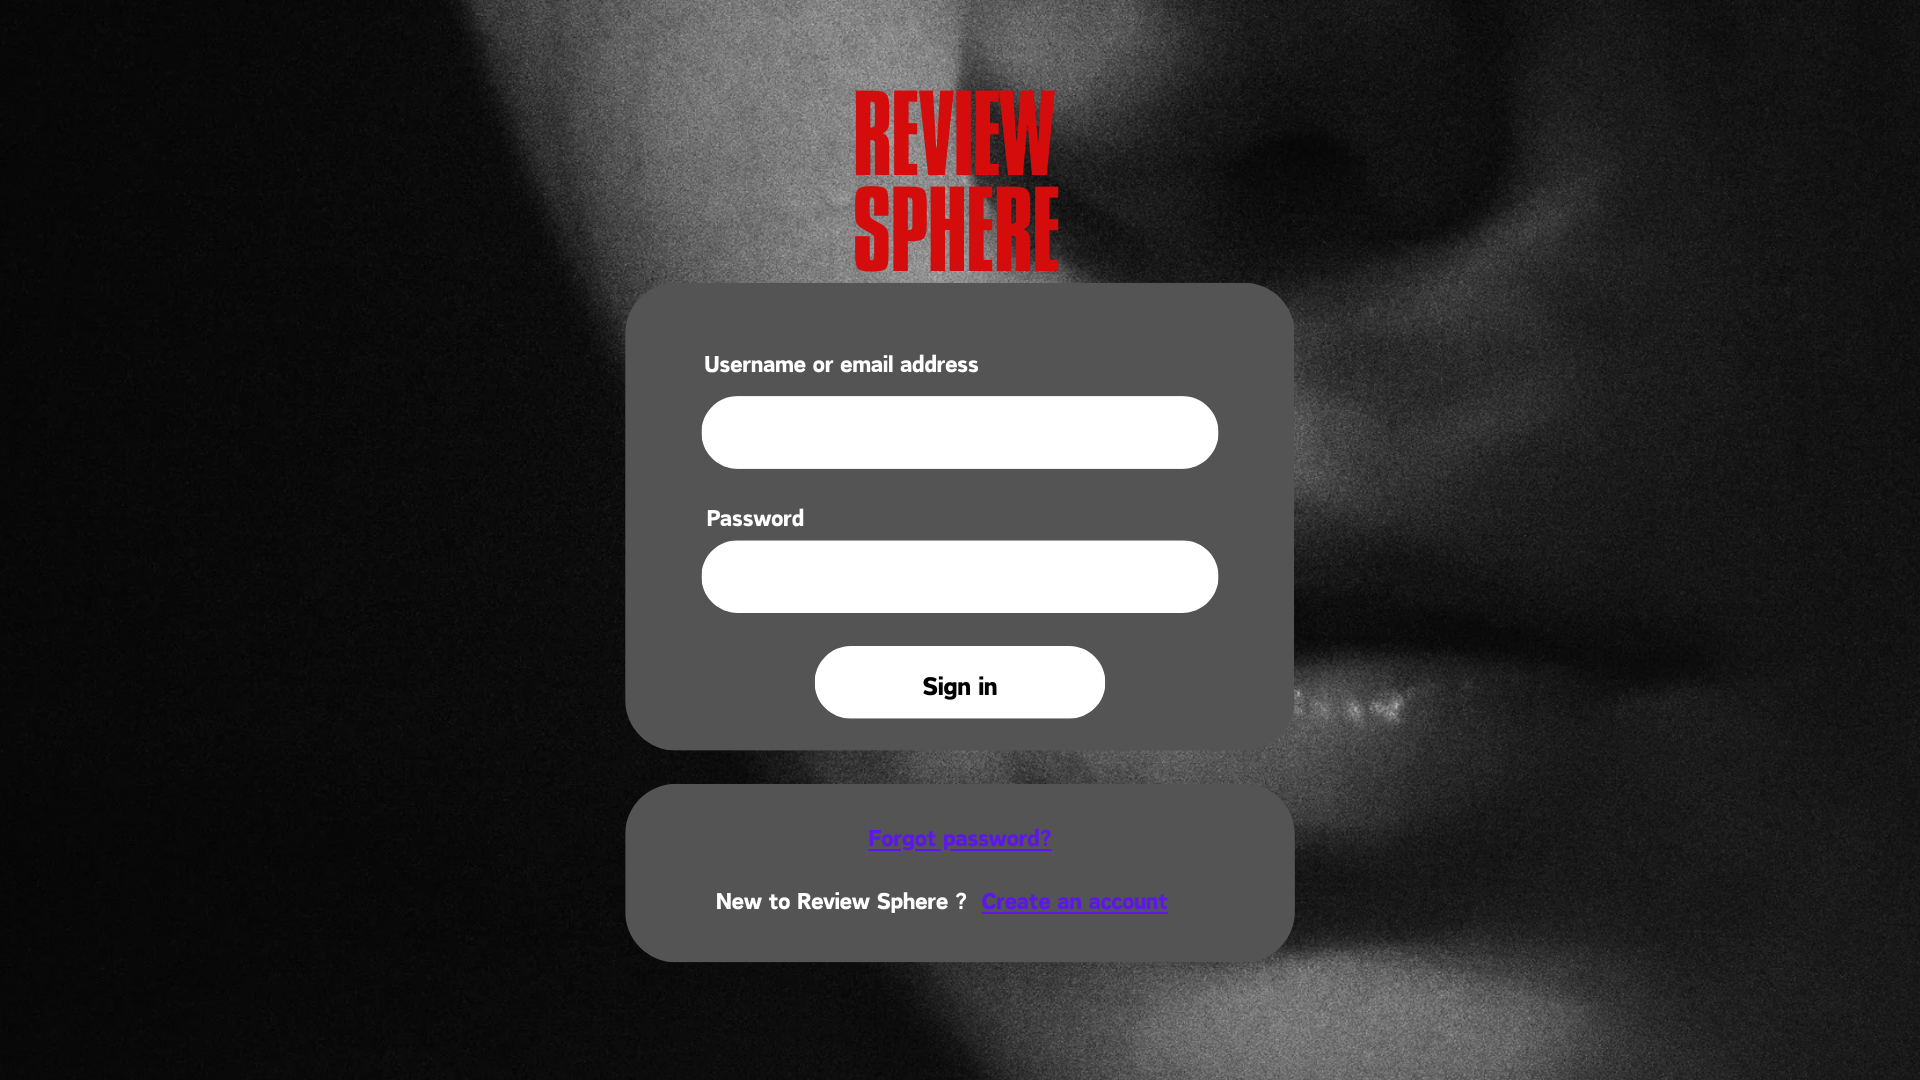 REVIEW
SPHERE
Username or email address
Password
Sign in
Forgot password?
New to Review Sphere ? Create an account